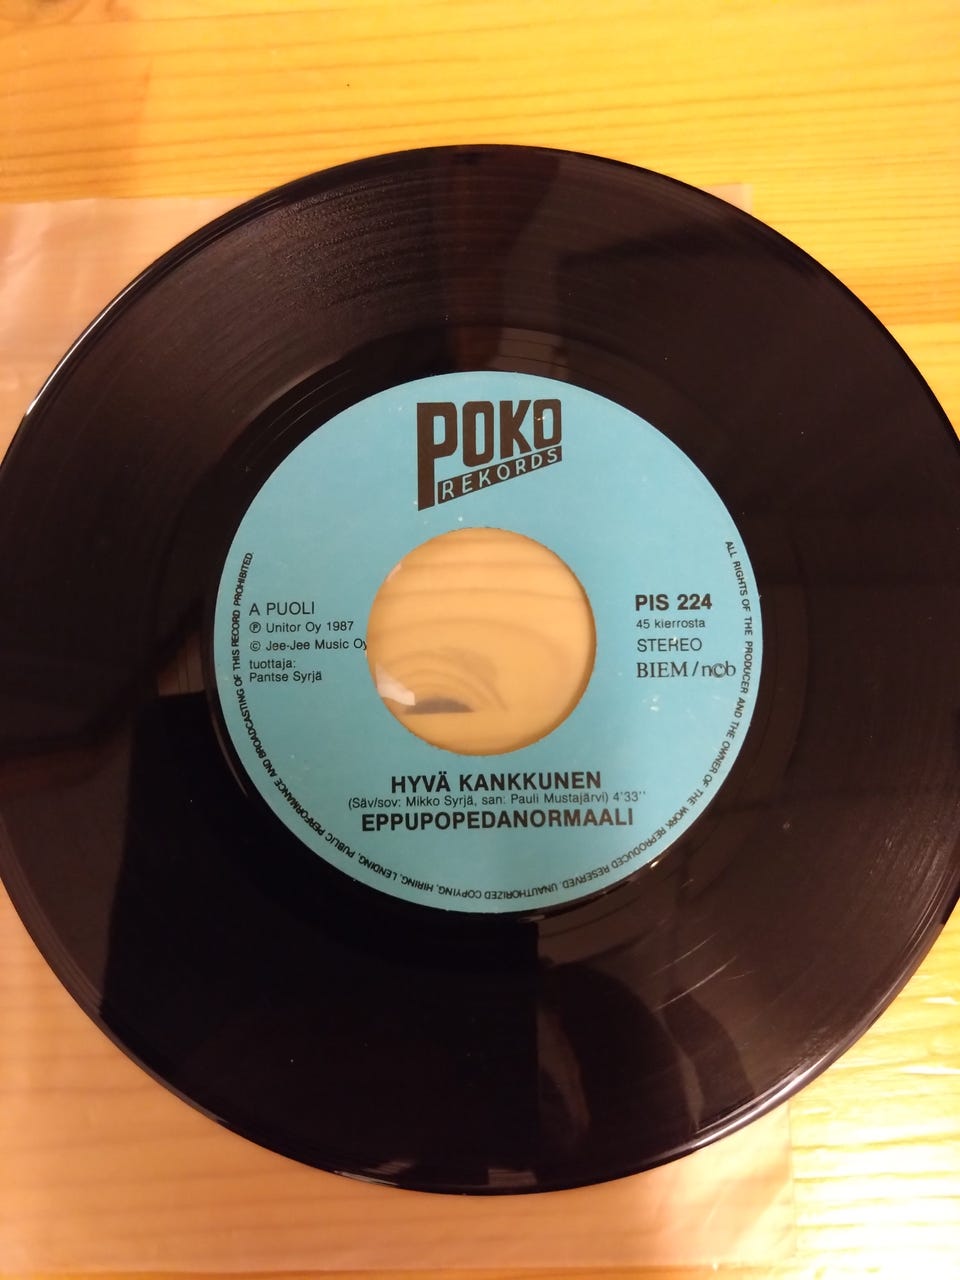 POKO
REKORDS
A PUOLI
Ⓟ Unitor Oy 1987
© Jee-Jee Music Oy
tuottaja:
Pantse Syrjä
PIS 224
45 kierrosta
STEREO
BIEM/ncb
HYVÄ KANKKUNEN
(Säv/sov: Mikko Syrjä, san: Pauli Mustajärvi) 4'33''
EPPUPOPEDANORMAALI
ALL RIGHTS OF THE PRODUCER AND THE OWNER OF THE WORK REPRODUCED RESERVED. UNAUTHORIZED COPYING, HIRING, LENDING, PUBLIC PERFORMANCE AND BROADCASTING OF THIS RECORD PROHIBITED.